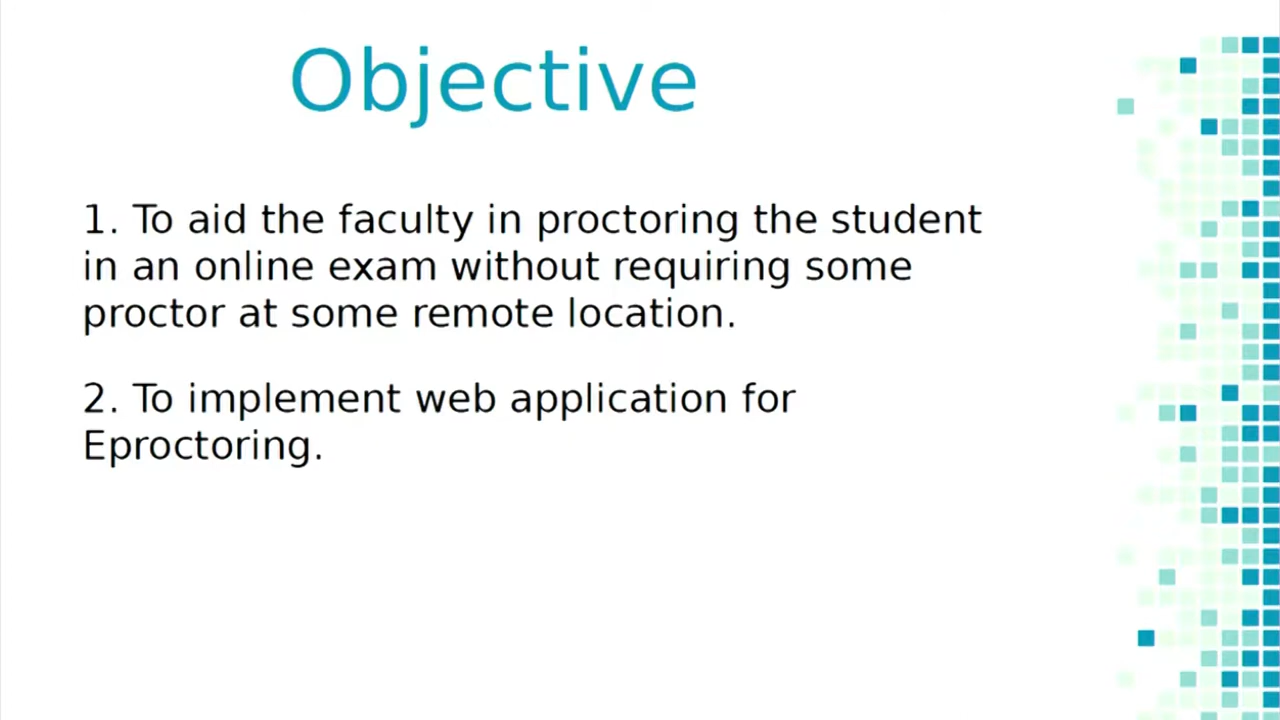 Objective
1. To aid the faculty in proctoring the student
in an online exam without requiring some
proctor at some remote location.
2. To implement web application for
Eproctoring.